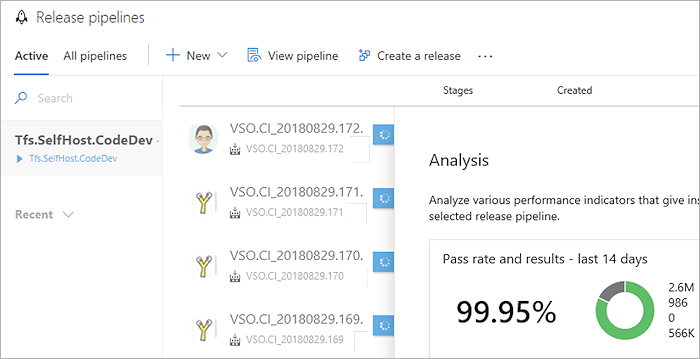 Release pipelines
Active All pipelines New View pipeline Create a release ...
Search
Stages Created
Tfs.SelfHost.CodeDev
Tfs.SelfHost.CodeDev
Recent
VSO.CI_20180829.172.
VSO.CI_20180829.172
VSO.CI_20180829.171.
VSO.CI_20180829.171
VSO.CI_20180829.170.
VSO.CI_20180829.170
VSO.CI_20180829.169.
VSO.CI_20180829.169
Analysis
Analyze various performance indicators that give ins
selected release pipeline.
Pass rate and results - last 14 days
99.95%
2.6M
986
0
566K